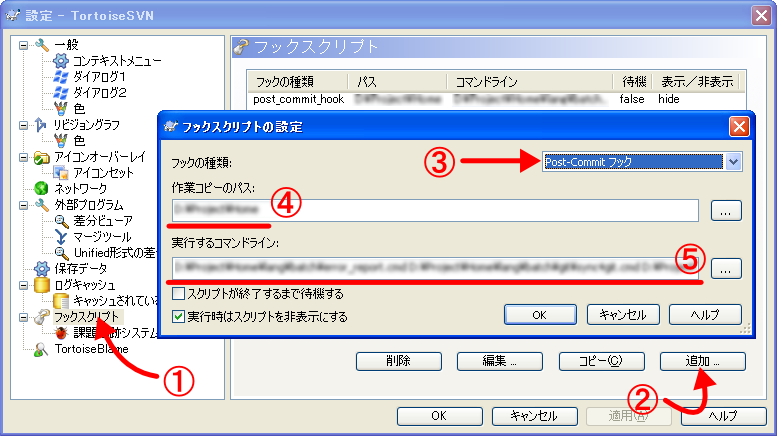 設定 - TortoiseSVN
一般
コンテキストメニュー
ダイアログ1
ダイアログ2
色
リビジョングラフ
色
アイコンオーバーレイ
アイコンセット
ネットワーク
外部プログラム
差分ビューア
マージツール
Unified形式の差
保存データ
ログキャッシュ
キャッシュされてい
フックスクリプト
課題 跡システム
TortoiseBlame
①
フックスクリプト
フックの種類 パス コマンドライン 待機 表示／非表示
post_commit_hook false hide
フックスクリプトの設定
フックの種類: ③ Post-Commit フック
作業コピーのパス: ④
...
実行するコマンドライン: ⑤
...
スクリプトが終了するまで待機する
実行時はスクリプトを非表示にする
OK キャンセル ヘルプ
削除 編集 ... コピー(C) 追加 ...
②
OK キャンセル 適用(A) ヘルプ